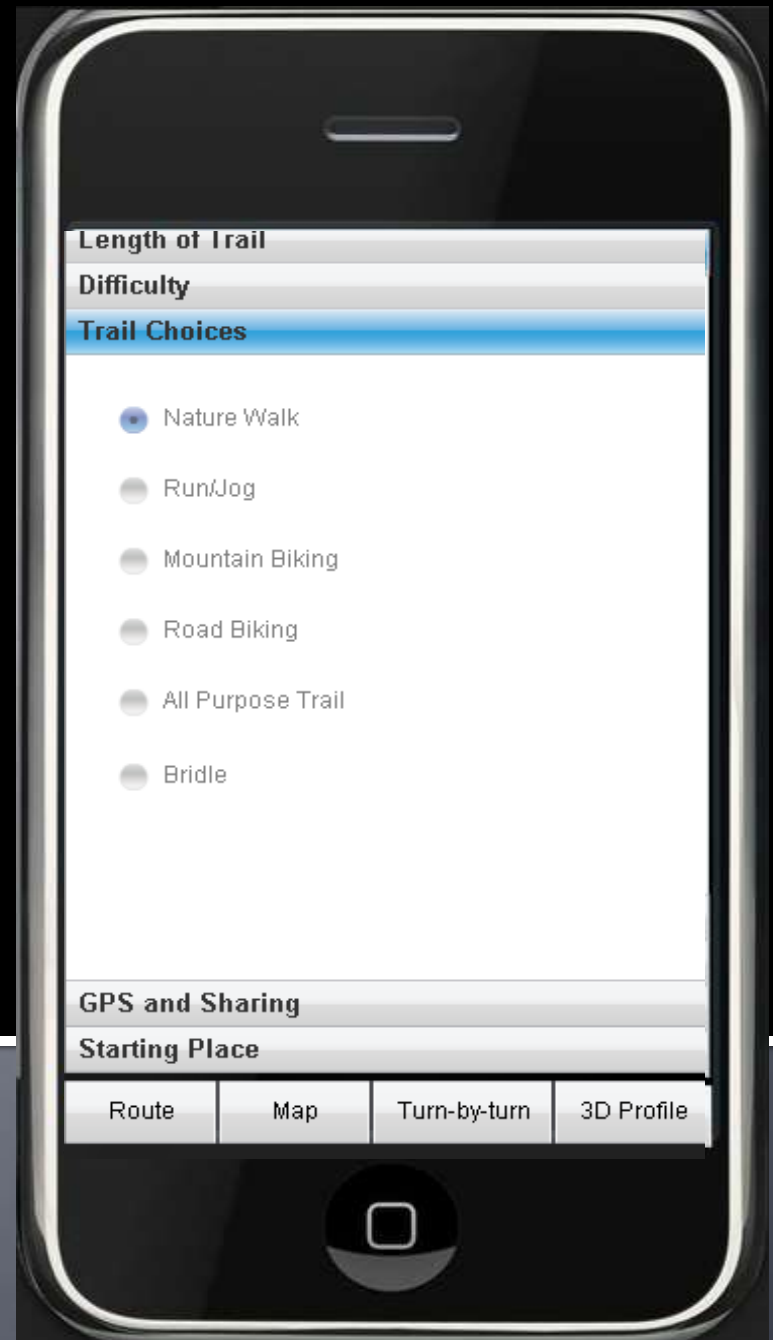 Length of Trail
Difficulty
Trail Choices
Nature Walk
Run/Jog
Mountain Biking
Road Biking
All Purpose Trail
Bridle
GPS and Sharing
Starting Place
Route Map Turn-by-turn 3D Profile